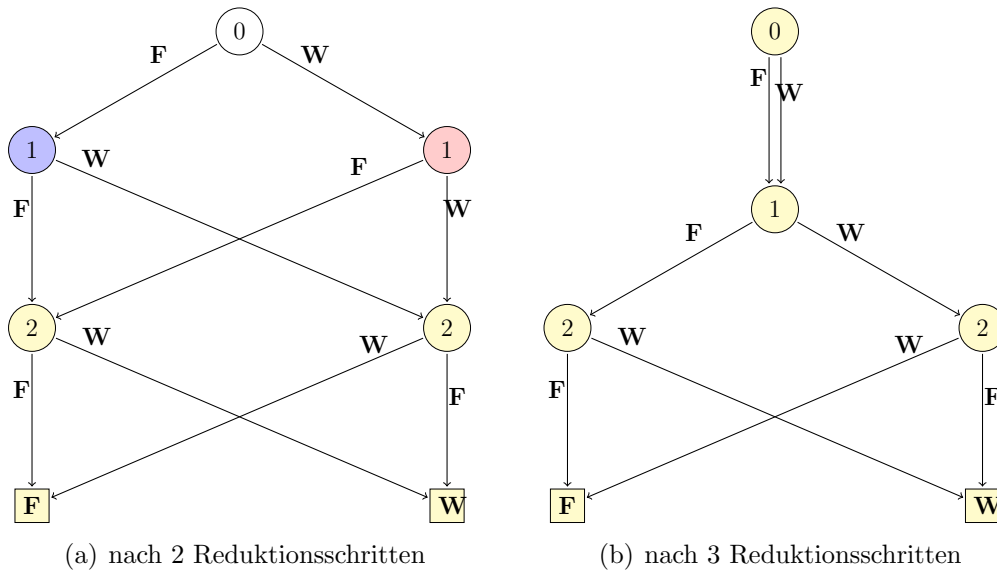 0
F W
1 1
W F
F W
2 2
W W
F F
F W
(a) nach 2 Reduktionsschritten
0
F
W
1
F W
2 2
W W
F F
F W
(b) nach 3 Reduktionsschritten